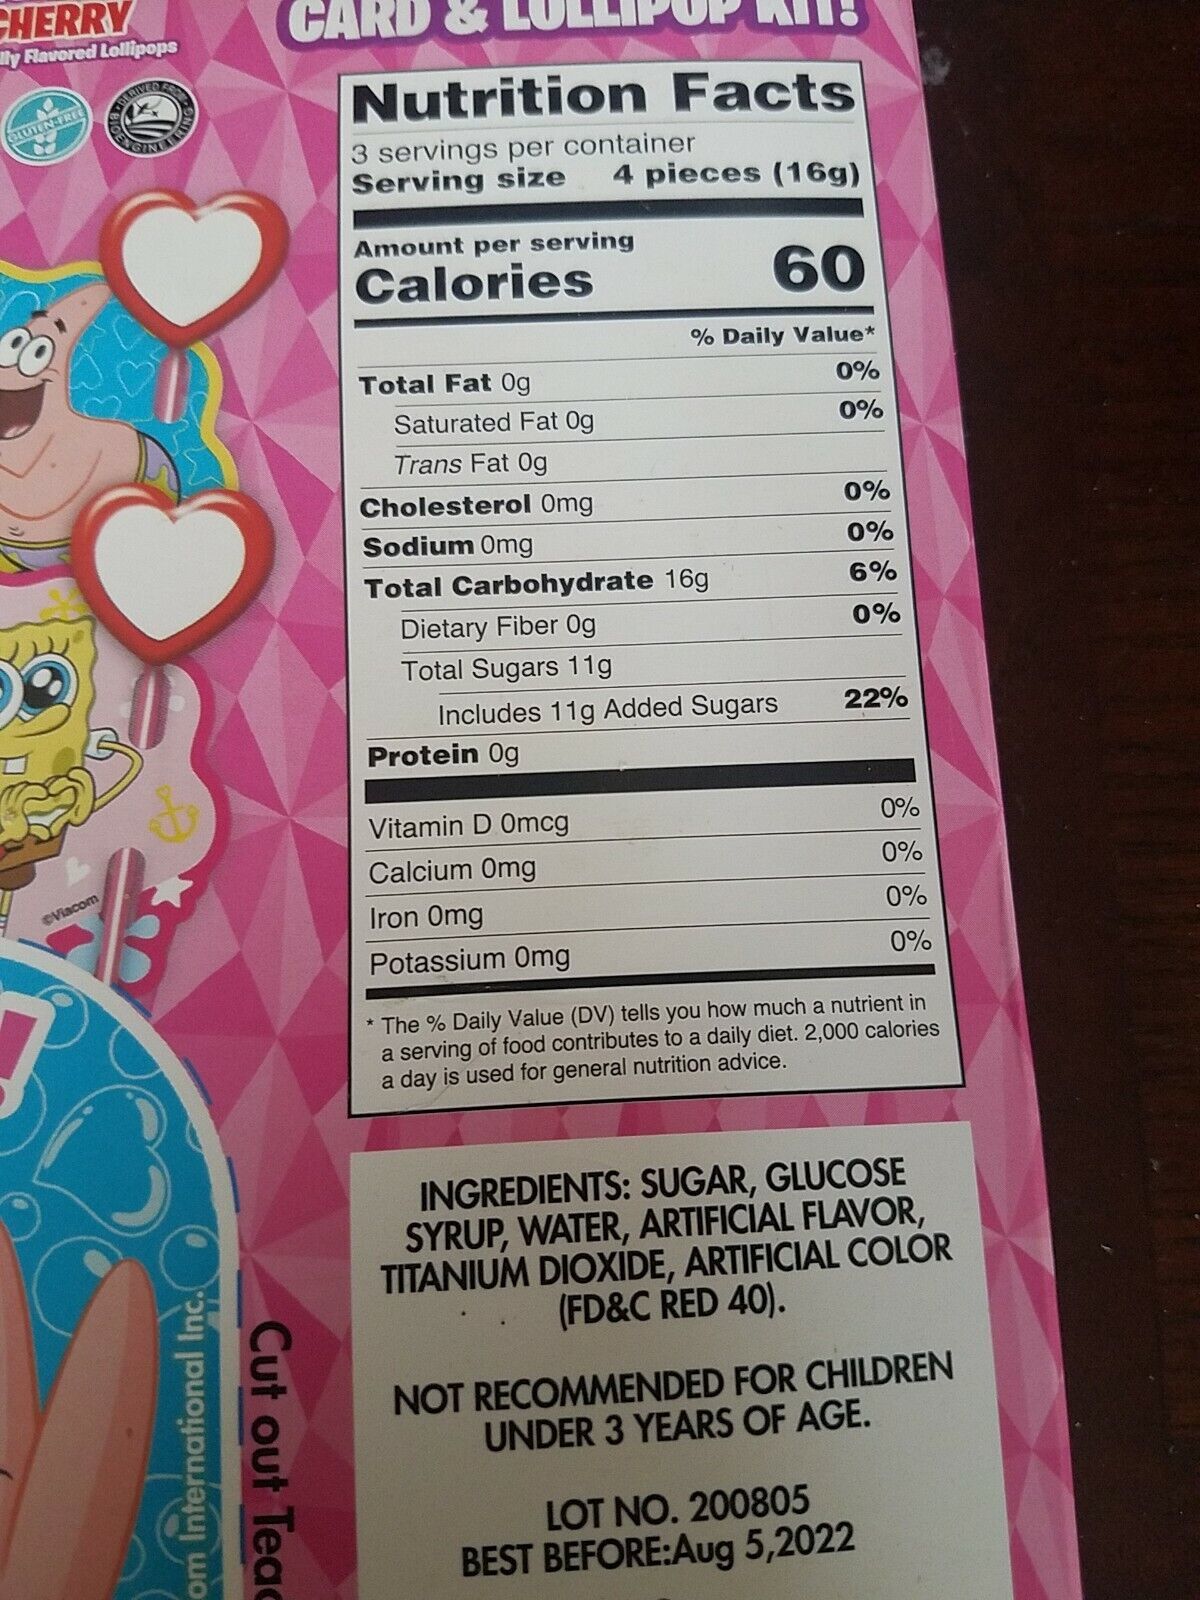 CHERRY
Flavored Lollipops
CARD & LOLLIPOP KIT!
GLUTEN-FREE
DERIVED FROM BIOENGINEERING
Nutrition Facts
3 servings per container
Serving size 4 pieces (16g)
Amount per serving
Calories 60
% Daily Value*
Total Fat 0g 0%
Saturated Fat 0g 0%
Trans Fat 0g
Cholesterol 0mg 0%
Sodium 0mg 0%
Total Carbohydrate 16g 6%
Dietary Fiber 0g 0%
Total Sugars 11g
Includes 11g Added Sugars 22%
Protein 0g
Vitamin D 0mcg 0%
Calcium 0mg 0%
Iron 0mg 0%
Potassium 0mg 0%
* The % Daily Value (DV) tells you how much a nutrient in
a serving of food contributes to a daily diet. 2,000 calories
a day is used for general nutrition advice.
©Viacom
!
International Inc.
Cut out
INGREDIENTS: SUGAR, GLUCOSE
SYRUP, WATER, ARTIFICIAL FLAVOR,
TITANIUM DIOXIDE, ARTIFICIAL COLOR
(FD&C RED 40).
NOT RECOMMENDED FOR CHILDREN
UNDER 3 YEARS OF AGE.
LOT NO. 200805
BEST BEFORE:Aug 5,2022